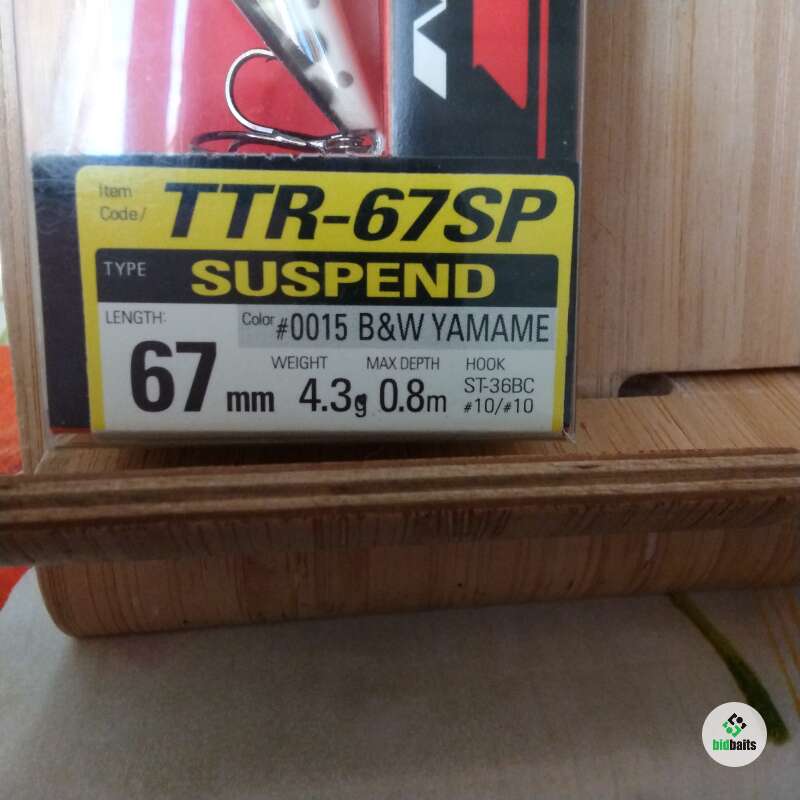 Item
Code/ TTR-67SP
TYPE SUSPEND
LENGTH: Color #0015 B&W YAMAME
67 mm WEIGHT 4.3g MAX DEPTH 0.8m HOOK ST-36BC #10/#10
bidbaits